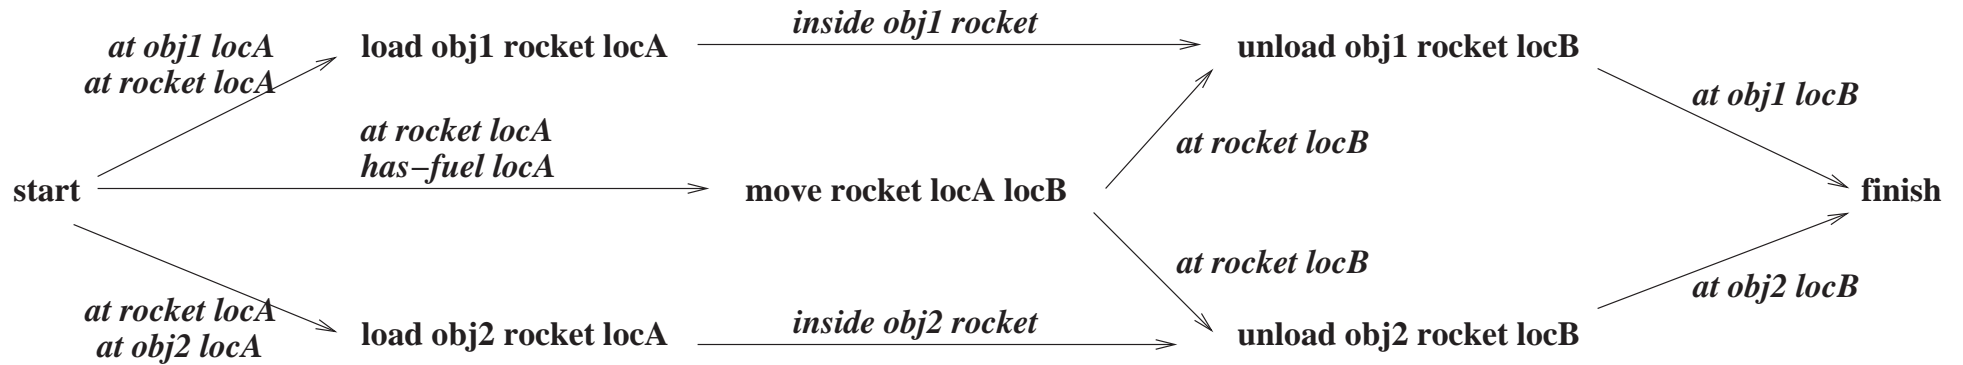 inside obj1 rocket
at obj1 locA
load obj1 rocket locA
unload obj1 rocket locB
at rocket locA
at obj1 locB
at rocket locA
at rocket locB
has-fuel locA
start
move rocket locA locB
finish
at rocket locB
at obj2 locB
at rocket locA
inside obj2 rocket
load obj2 rocket locA
unload obj2 rocket locB
at obj2 locA